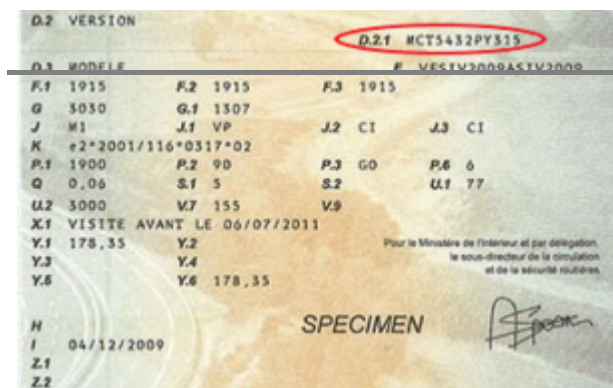 D.2 VERSION
D.2.1 MCT5432PY315
D.3 MODELE E VESIV2009ASIV2009
F.1 1915 F.2 1915 F.3 1915
G 3030 G.1 1307
J M1 J.1 VP J.2 CI J.3 CI
K e2*2001/116*0317*02
P.1 1900 P.2 90 P.3 GO P.6 6
Q 0,06 S.1 5 S.2 U.1 77
U.2 3000 V.7 155 V.9
X.1 VISITE AVANT LE 06/07/2011
Y.1 178,35 Y.2 Pour le Ministère de l'intérieur et par délégation,
Y.3 Y.4 le sous-directeur de la circulation
et de la sécurité routières
Y.5 Y.6 178,35
H SPECIMEN
I 04/12/2009
Z.1
Z.2